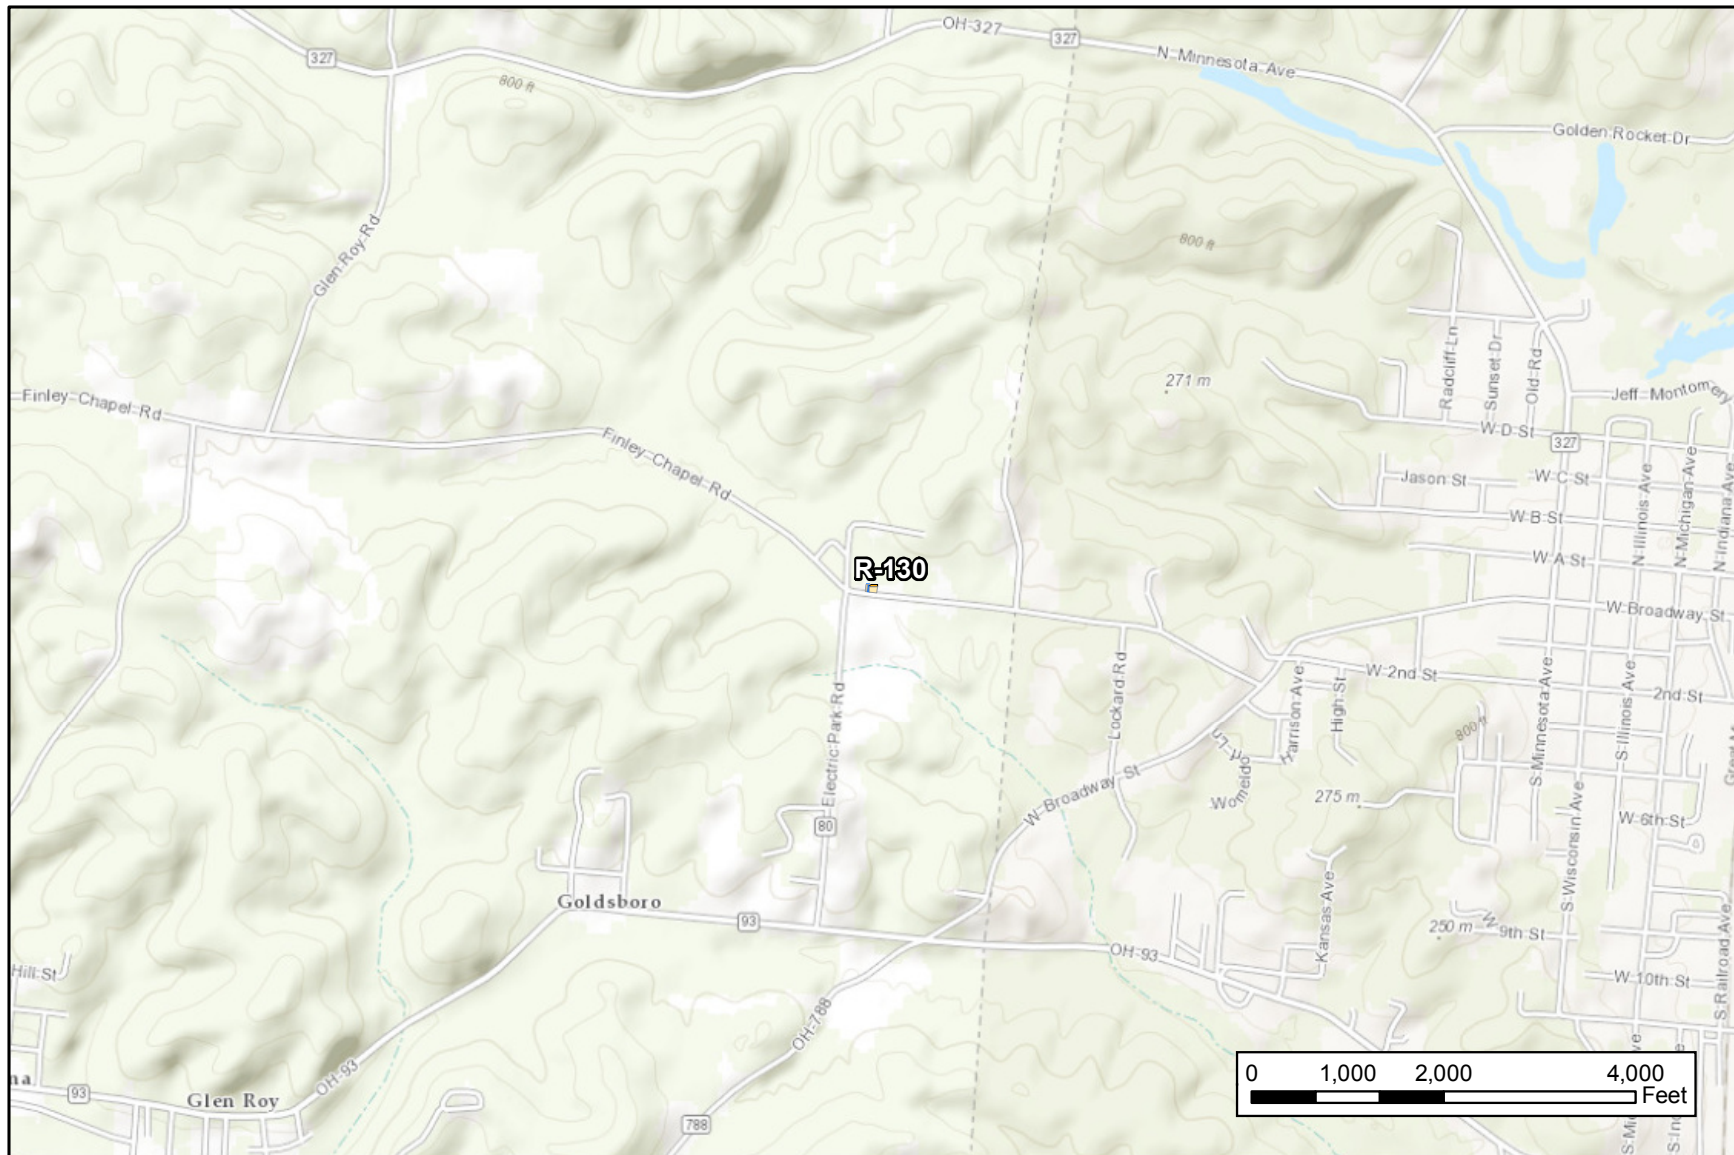 OH-327
327
327
N Minnesota Ave
800 ft
Golden Rocket Dr
Glen Roy Rd
800 ft
Radcliff Ln
Sunset Dr
Old Rd
271 m
Jeff Montomery
Finley Chapel Rd
W D St
327
Finley Chapel Rd
Jason St
W C St
N Illinois Ave
N Michigan Ave
N Indiana Ave
W B St
W A St
R-130
W Broadway St
W 2nd St
2nd St
Lockard Rd
Harrison Ave
High St
S Minnesota Ave
S Illinois Ave
Electric Park Rd
800 ft
Womeldorf Ln
W Broadway St
275 m
80
W 6th St
S Wisconsin Ave
Kansas Ave
Goldsboro
93
250 m
W 9th St
OH-93
Hill St
W 10th St
S Railroad Ave
OH-788
OH-93
na
93
Glen Roy
788
0 1,000 2,000 4,000
Feet